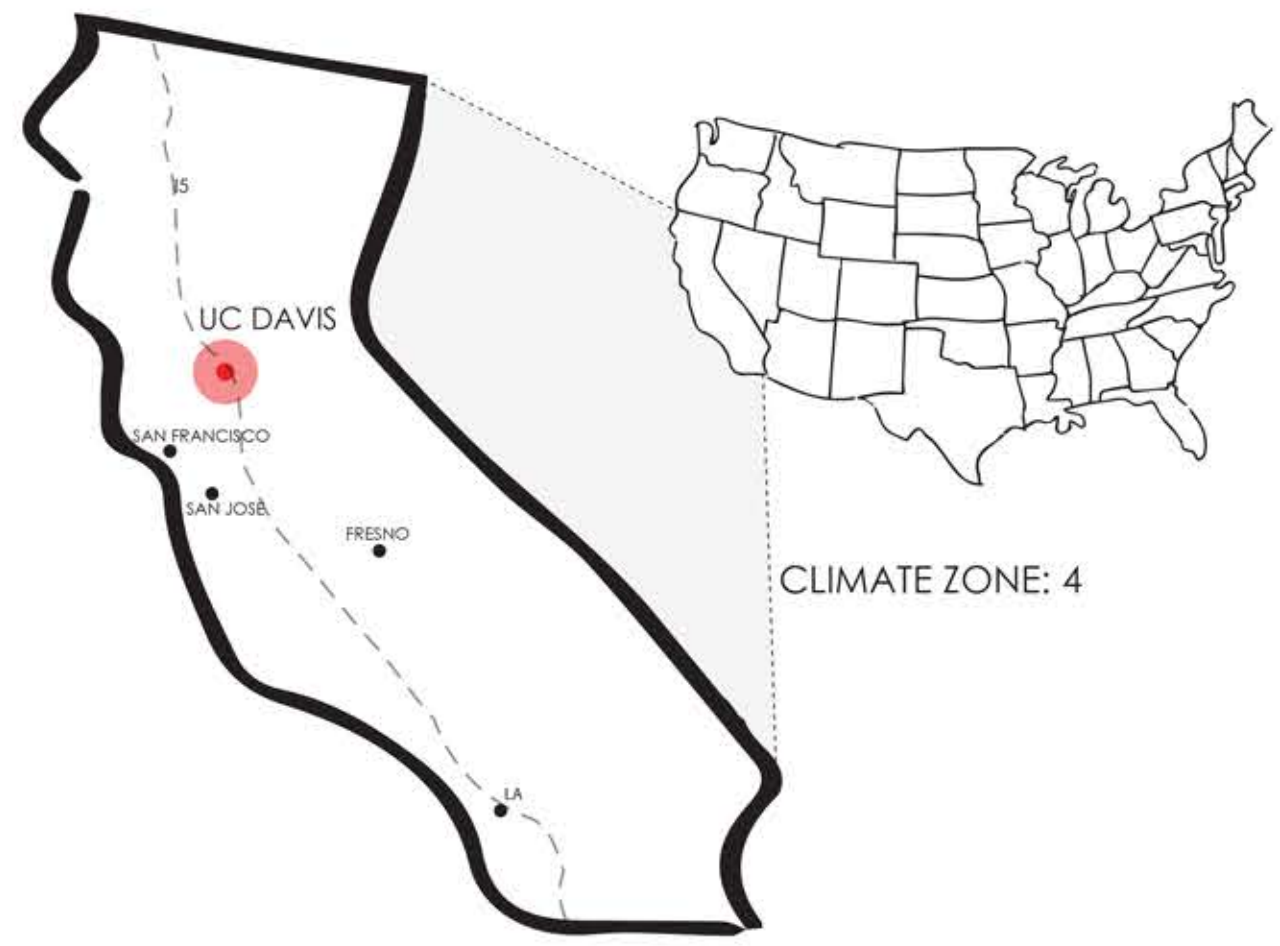 I5
UC DAVIS
SAN FRANCISCO
SAN JOSE
FRESNO
CLIMATE ZONE: 4
LA